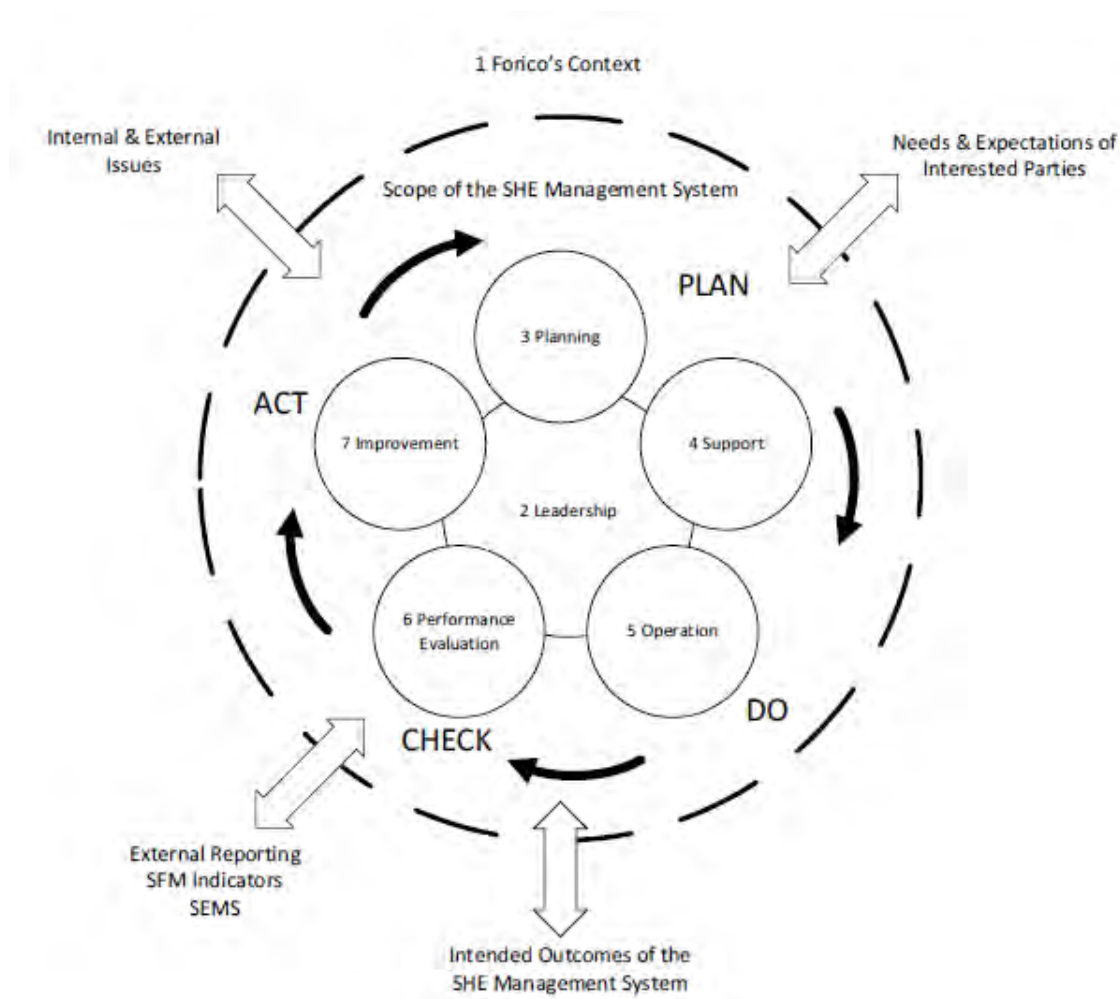 1 Forico's Context
Internal & External
Issues
Needs & Expectations of
Interested Parties
Scope of the SHE Management System
PLAN
3 Planning
ACT
7 Improvement
4 Support
2 Leadership
6 Performance
Evaluation
5 Operation
DO
CHECK
External Reporting
SFM Indicators
SEMS
Intended Outcomes of the
SHE Management System